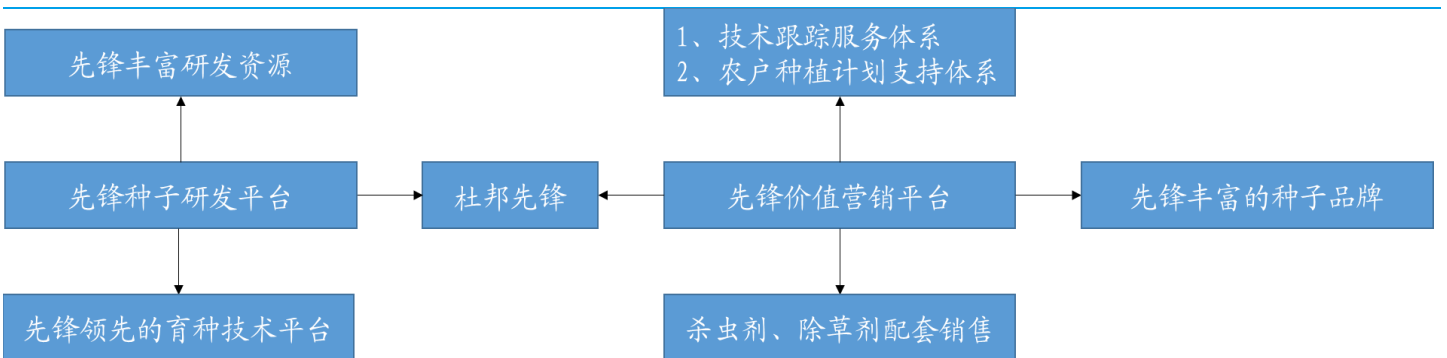 先锋丰富研发资源
1、技术跟踪服务体系
2、农户种植计划支持体系
先锋种子研发平台
杜邦先锋
先锋价值营销平台
先锋丰富的种子品牌
先锋领先的育种技术平台
杀虫剂、除草剂配套销售